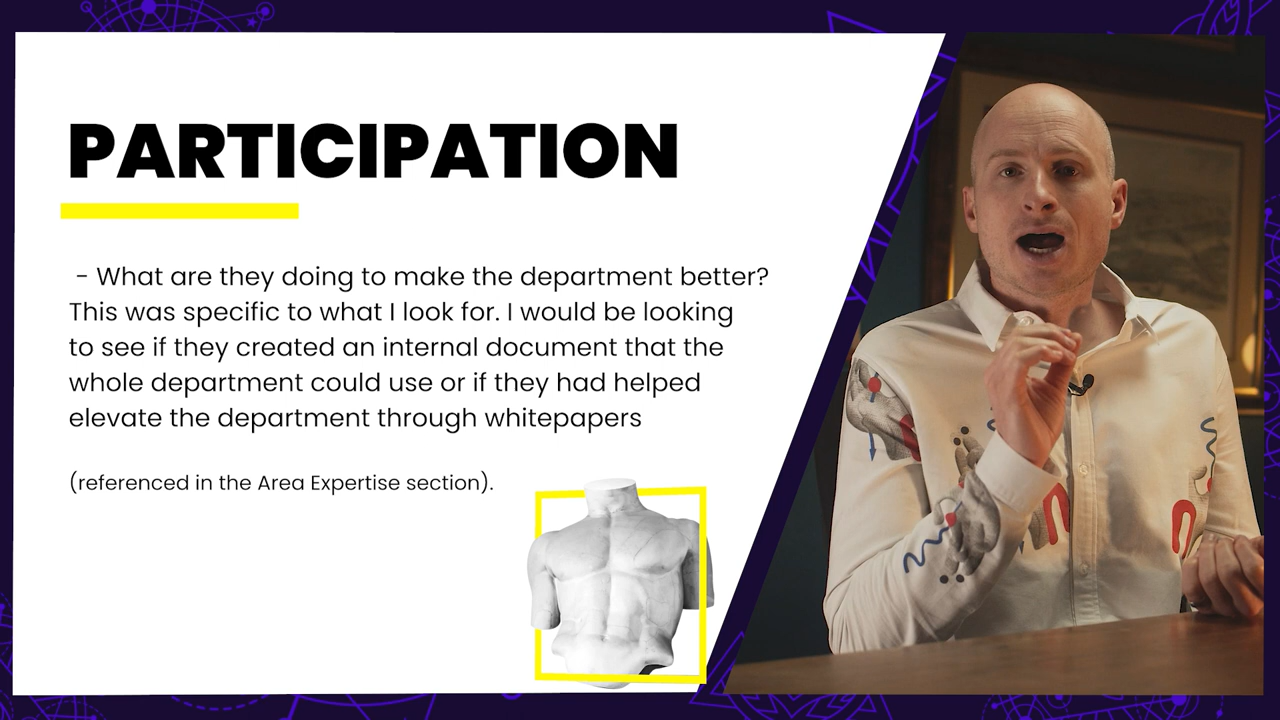 PARTICIPATION
- What are they doing to make the department better?
This was specific to what I look for. I would be looking
to see if they created an internal document that the
whole department could use or if they had helped
elevate the department through whitepapers
(referenced in the Area Expertise section).